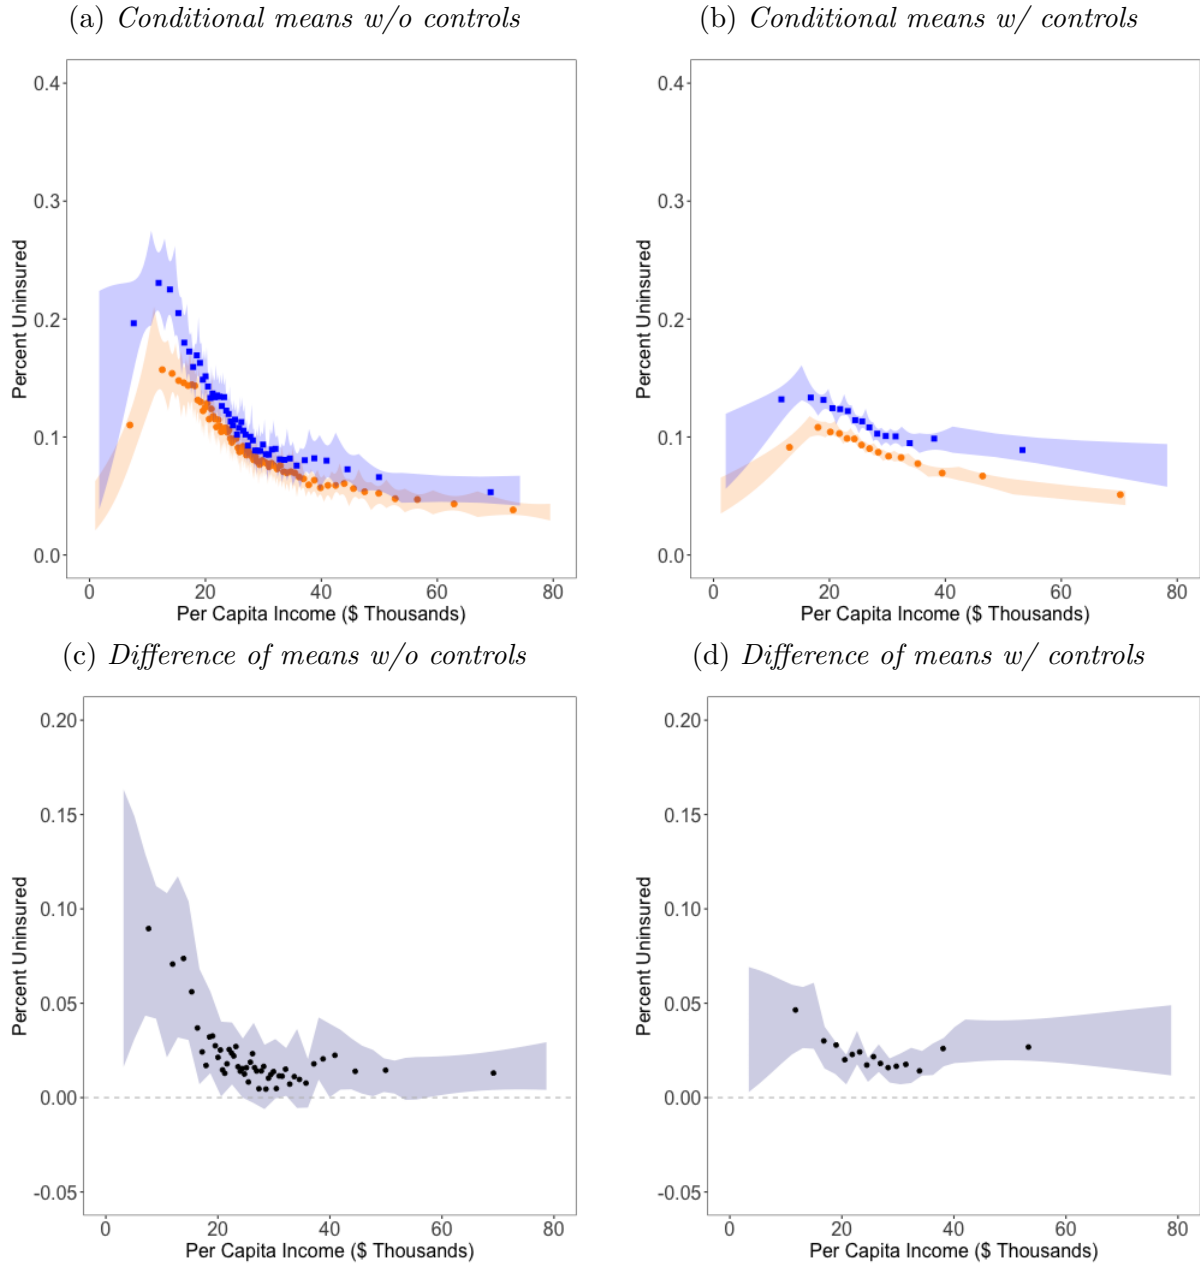 (a) Conditional means w/o controls
(b) Conditional means w/ controls
0.4
0.3
0.2
0.1
0.0
Percent Uninsured
0 20 40 60 80
Per Capita Income ($ Thousands)
0.4
0.3
0.2
0.1
0.0
Percent Uninsured
0 20 40 60 80
Per Capita Income ($ Thousands)
(c) Difference of means w/o controls
(d) Difference of means w/ controls
0.20
0.15
0.10
0.05
0.00
-0.05
Percent Uninsured
0 20 40 60 80
Per Capita Income ($ Thousands)
0.20
0.15
0.10
0.05
0.00
-0.05
Percent Uninsured
0 20 40 60 80
Per Capita Income ($ Thousands)